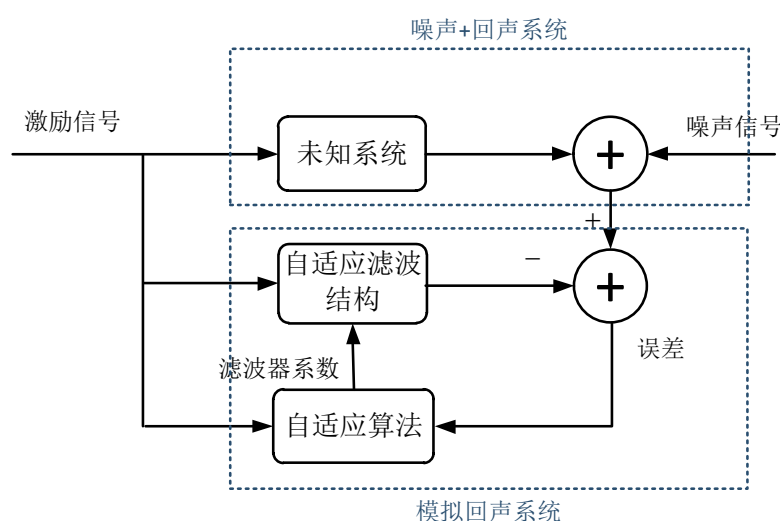 噪声+回声系统
激励信号
未知系统
+
噪声信号
+
自适应滤波
结构
−
+
误差
滤波器系数
自适应算法
模拟回声系统